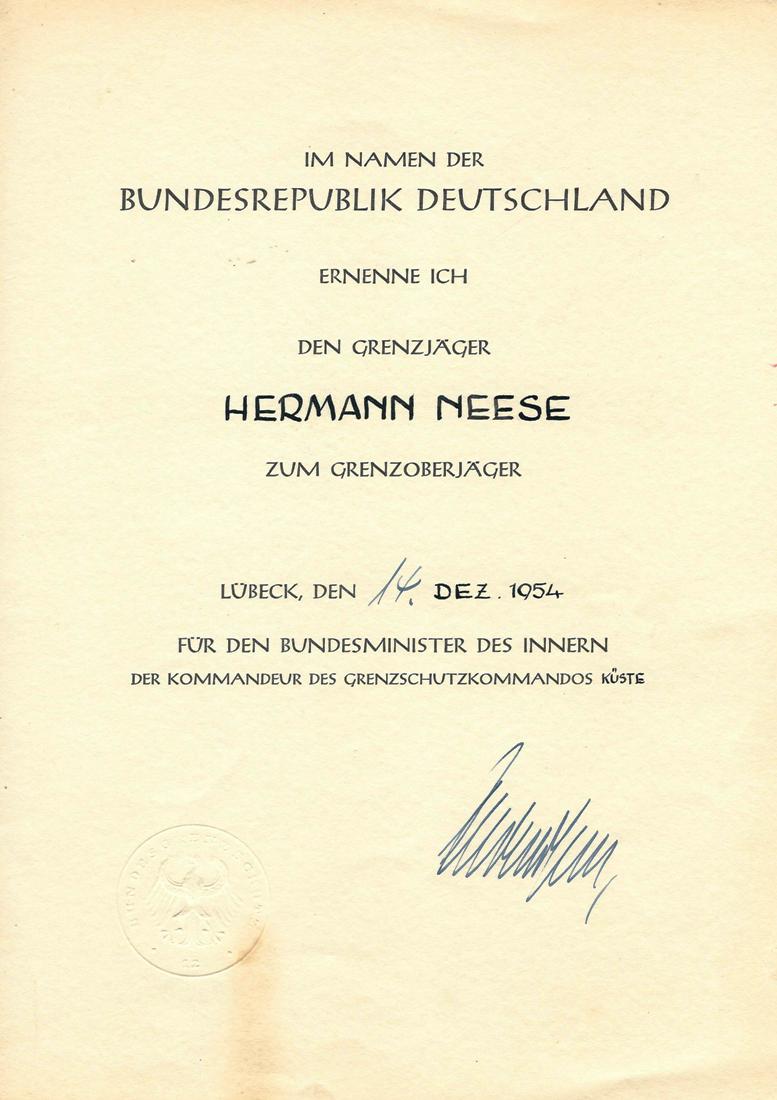 IM NAMEN DER
BUNDESREPUBLIK DEUTSCHLAND
ERNENNE ICH
DEN GRENZJÄGER
HERMANN NEESE
ZUM GRENZOBERJÄGER
LÜBECK, DEN 14. DEZ. 1954
FÜR DEN BUNDESMINISTER DES INNERN
DER KOMMANDEUR DES GRENZSCHUTZKOMMANDOS KÜSTE